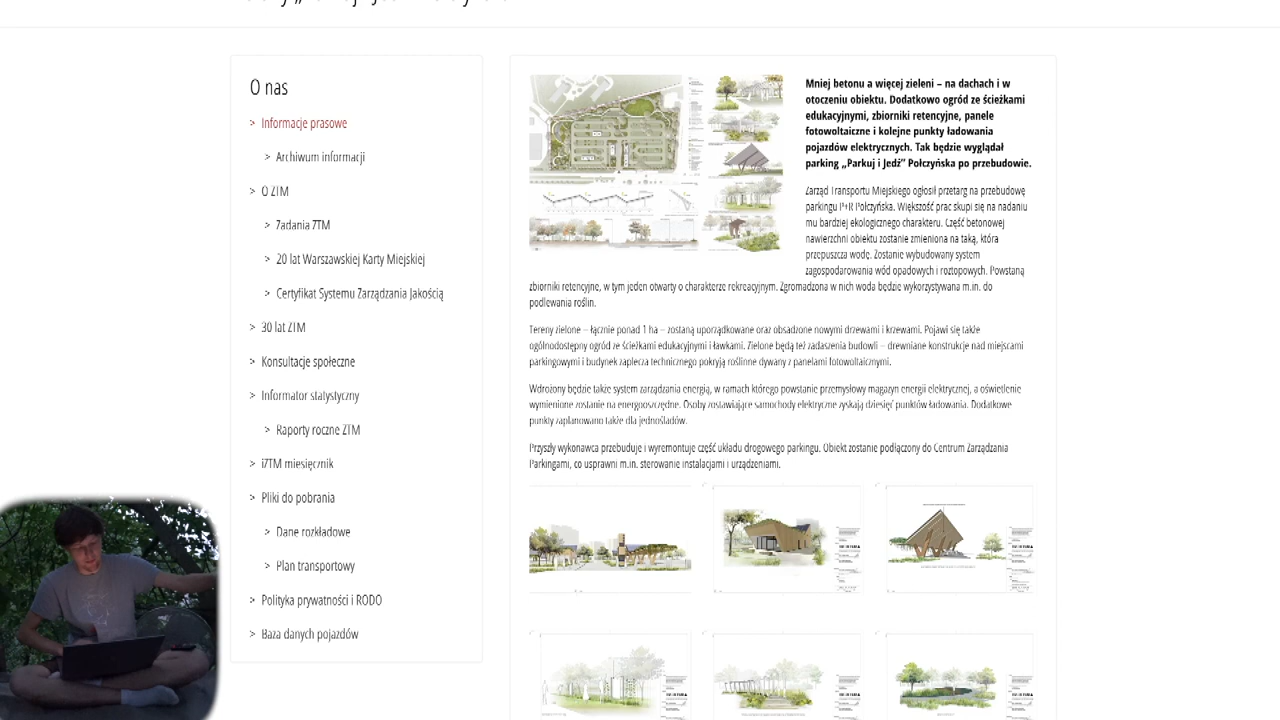 O nas
> Informacje prasowe
> Archiwum informacji
> O ZTM
> Zadania ZTM
> 20 lat Warszawskiej Karty Miejskiej
> Certyfikat Systemu Zarządzania Jakością
> 30 lat ZTM
> Konsultacje społeczne
> Informator statystyczny
> Raporty roczne ZTM
> iZTM miesięcznik
> Pliki do pobrania
> Dane rozkładowe
> Plan transportowy
> Polityka prywatności i RODO
> Baza danych pojazdów
Mniej betonu a więcej zieleni – na dachach i w
otoczeniu obiektu. Dodatkowo ogród ze ścieżkami
edukacyjnymi, zbiorniki retencyjne, panele
fotowoltaiczne i kolejne punkty ładowania
pojazdów elektrycznych. Tak będzie wyglądał
parking „Parkuj i Jedź” Połczyńska po przebudowie.
Zarząd Transportu Miejskiego ogłosił przetarg na przebudowę
parkingu P+R Połczyńska. Większość prac skupi się na nadaniu
mu bardziej ekologicznego charakteru. Część betonowej
nawierzchni obiektu zostanie zmieniona na taką, która
przepuszcza wodę. Zostanie wybudowany system
zagospodarowania wód opadowych i roztopowych. Powstaną
zbiorniki retencyjne, w tym jeden otwarty o charakterze rekreacyjnym. Zgromadzona w nich woda będzie wykorzystywana m.in. do
podlewania roślin.
Tereny zielone – łącznie ponad 1 ha – zostaną uporządkowane oraz obsadzone nowymi drzewami i krzewami. Pojawi się także
ogólnodostępny ogród ze ścieżkami edukacyjnymi i ławkami. Zielone będą też zadaszenia budowli – drewniane konstrukcje nad miejscami
parkingowymi i budynek zaplecza technicznego pokryją roślinne dywany z panelami fotowoltaicznymi.
Wdrożony będzie także system zarządzania energią, w ramach którego powstanie przemysłowy magazyn energii elektrycznej, a oświetlenie
wymienione zostanie na energooszczędne. Osoby zostawiające samochody elektryczne zyskają dziesięć punktów ładowania. Dodatkowe
punkty zaplanowano także dla jednośladów.
Przyszły wykonawca przebuduje i wyremontuje część układu drogowego parkingu. Obiekt zostanie podłączony do Centrum Zarządzania
Parkingami, co usprawni m.in. sterowanie instalacjami i urządzeniami.